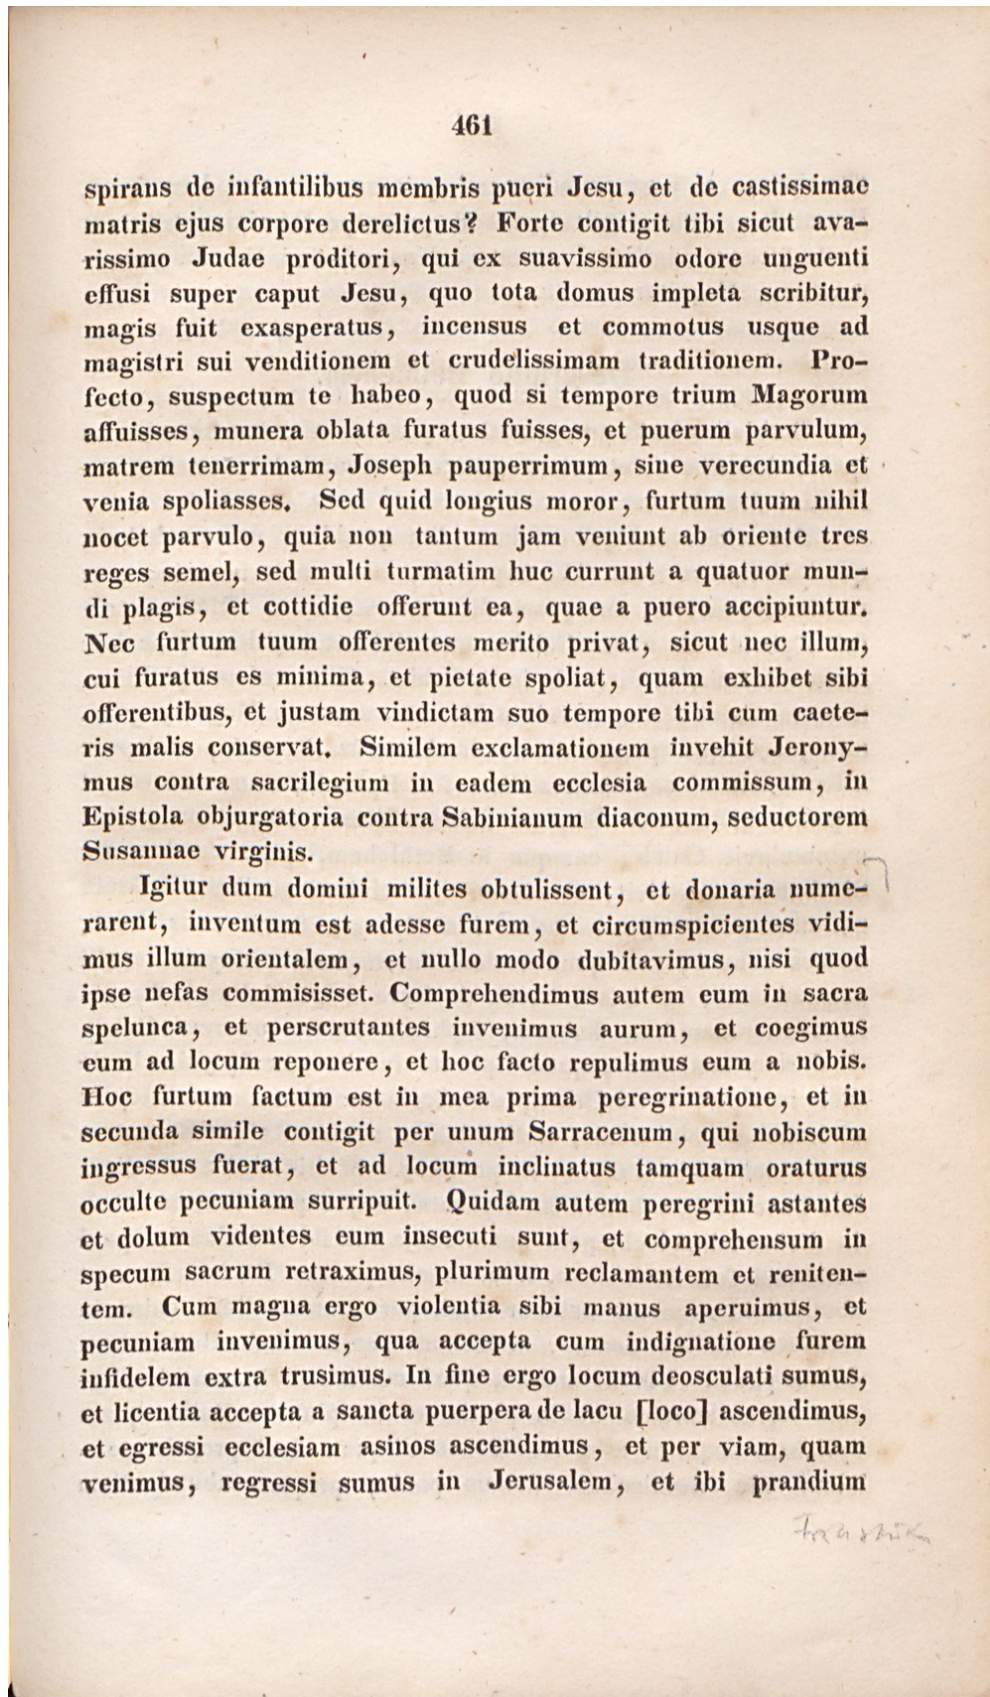 461
spirans de infantilibus membris pueri Jesu, et de castissimae
matris ejus corpore derelictus? Forte contigit tibi sicut ava-
rissimo Judae proditori, qui ex suavissimo odore unguenti
effusi super caput Jesu, quo tota domus impleta scribitur,
magis fuit exasperatus, incensus et commotus usque ad
magistri sui venditionem et crudelissimam traditionem. Pro-
fecto, suspectum te habeo, quod si tempore trium Magorum
affuisses, munera oblata furatus fuisses, et puerum parvulum,
matrem tenerrimam, Joseph pauperrimum, sine verecundia et
venia spoliasses. Sed quid longius moror, furtum tuum nihil
nocet parvulo, quia non tantum jam veniunt ab oriente tres
reges semel, sed multi turmatim huc currunt a quatuor mun-
di plagis, et cottidie offerunt ea, quae a puero accipiuntur.
Nec furtum tuum offerentes merito privat, sicut nec illum,
cui furatus es minima, et pietate spoliat, quam exhibet sibi
offerentibus, et justam vindictam suo tempore tibi cum caete-
ris malis conservat. Similem exclamationem invehit Jerony-
mus contra sacrilegium in eadem ecclesia commissum, in
Epistola objurgatoria contra Sabinianum diaconum, seductorem
Susannae virginis.
Igitur dum domini milites obtulissent, et donaria nume-
rarent, inventum est adesse furem, et circumspicientes vidi-
mus illum orientalem, et nullo modo dubitavimus, nisi quod
ipse nefas commisisset. Comprehendimus autem eum in sacra
spelunca, et perscrutantes invenimus aurum, et coegimus
eum ad locum reponere, et hoc facto repulimus eum a nobis.
Hoc furtum factum est in mea prima peregrinatione, et in
secunda simile contigit per unum Sarracenum, qui nobiscum
ingressus fuerat, et ad locum inclinatus tamquam oraturus
occulte pecuniam surripuit. Quidam autem peregrini astantes
et dolum videntes eum insecuti sunt, et comprehensum in
specum sacrum retraximus, plurimum reclamantem et reniten-
tem. Cum magna ergo violentia sibi manus aperuimus, et
pecuniam invenimus, qua accepta cum indignatione furem
infidelem extra trusimus. In fine ergo locum deosculati sumus,
et licentia accepta a sancta puerpera de lacu [loco] ascendimus,
et egressi ecclesiam asinos ascendimus, et per viam, quam
venimus, regressi sumus in Jerusalem, et ibi prandium